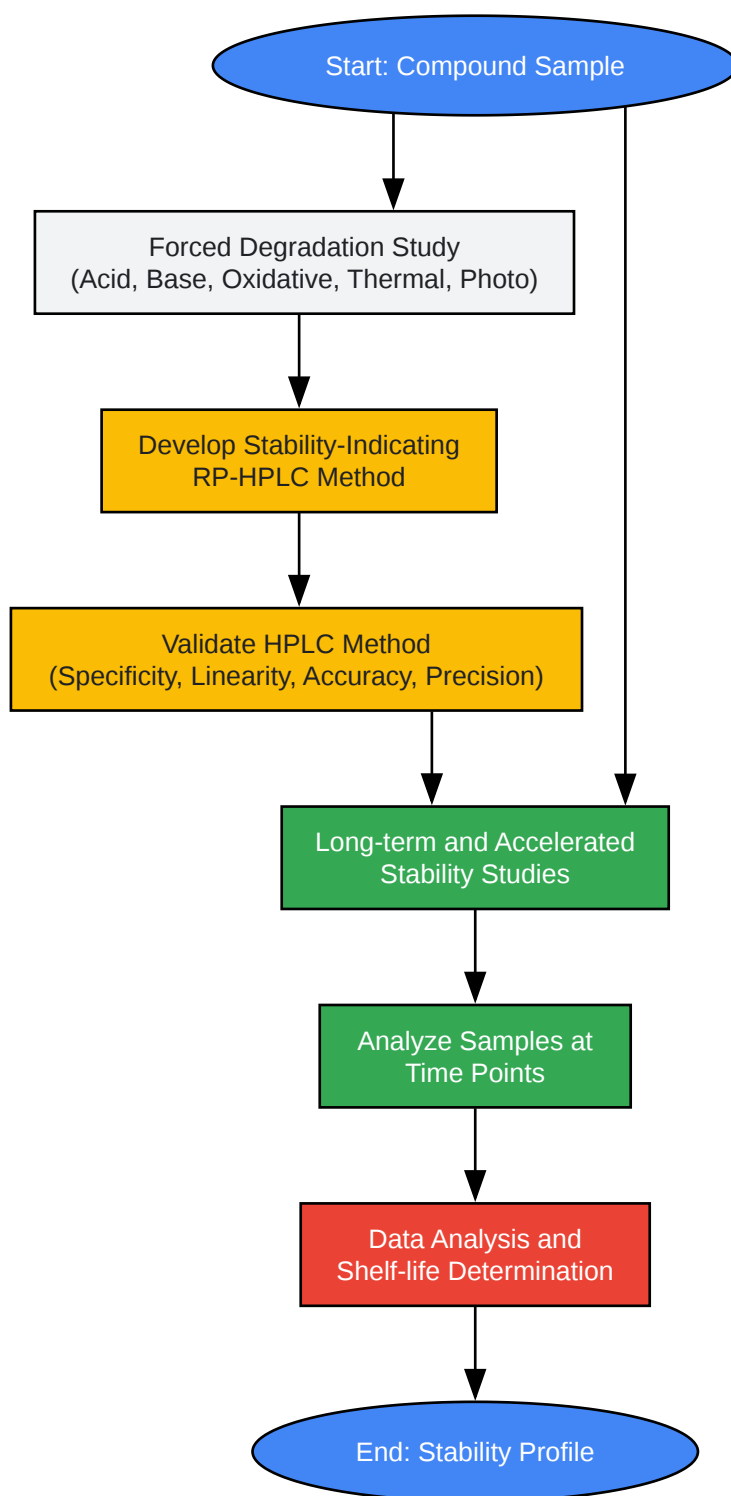 Start: Compound Sample
Forced Degradation Study
(Acid, Base, Oxidative, Thermal, Photo)
Develop Stability-Indicating
RP-HPLC Method
Validate HPLC Method
(Specificity, Linearity, Accuracy, Precision)
Long-term and Accelerated
Stability Studies
Analyze Samples at
Time Points
Data Analysis and
Shelf-life Determination
End: Stability Profile